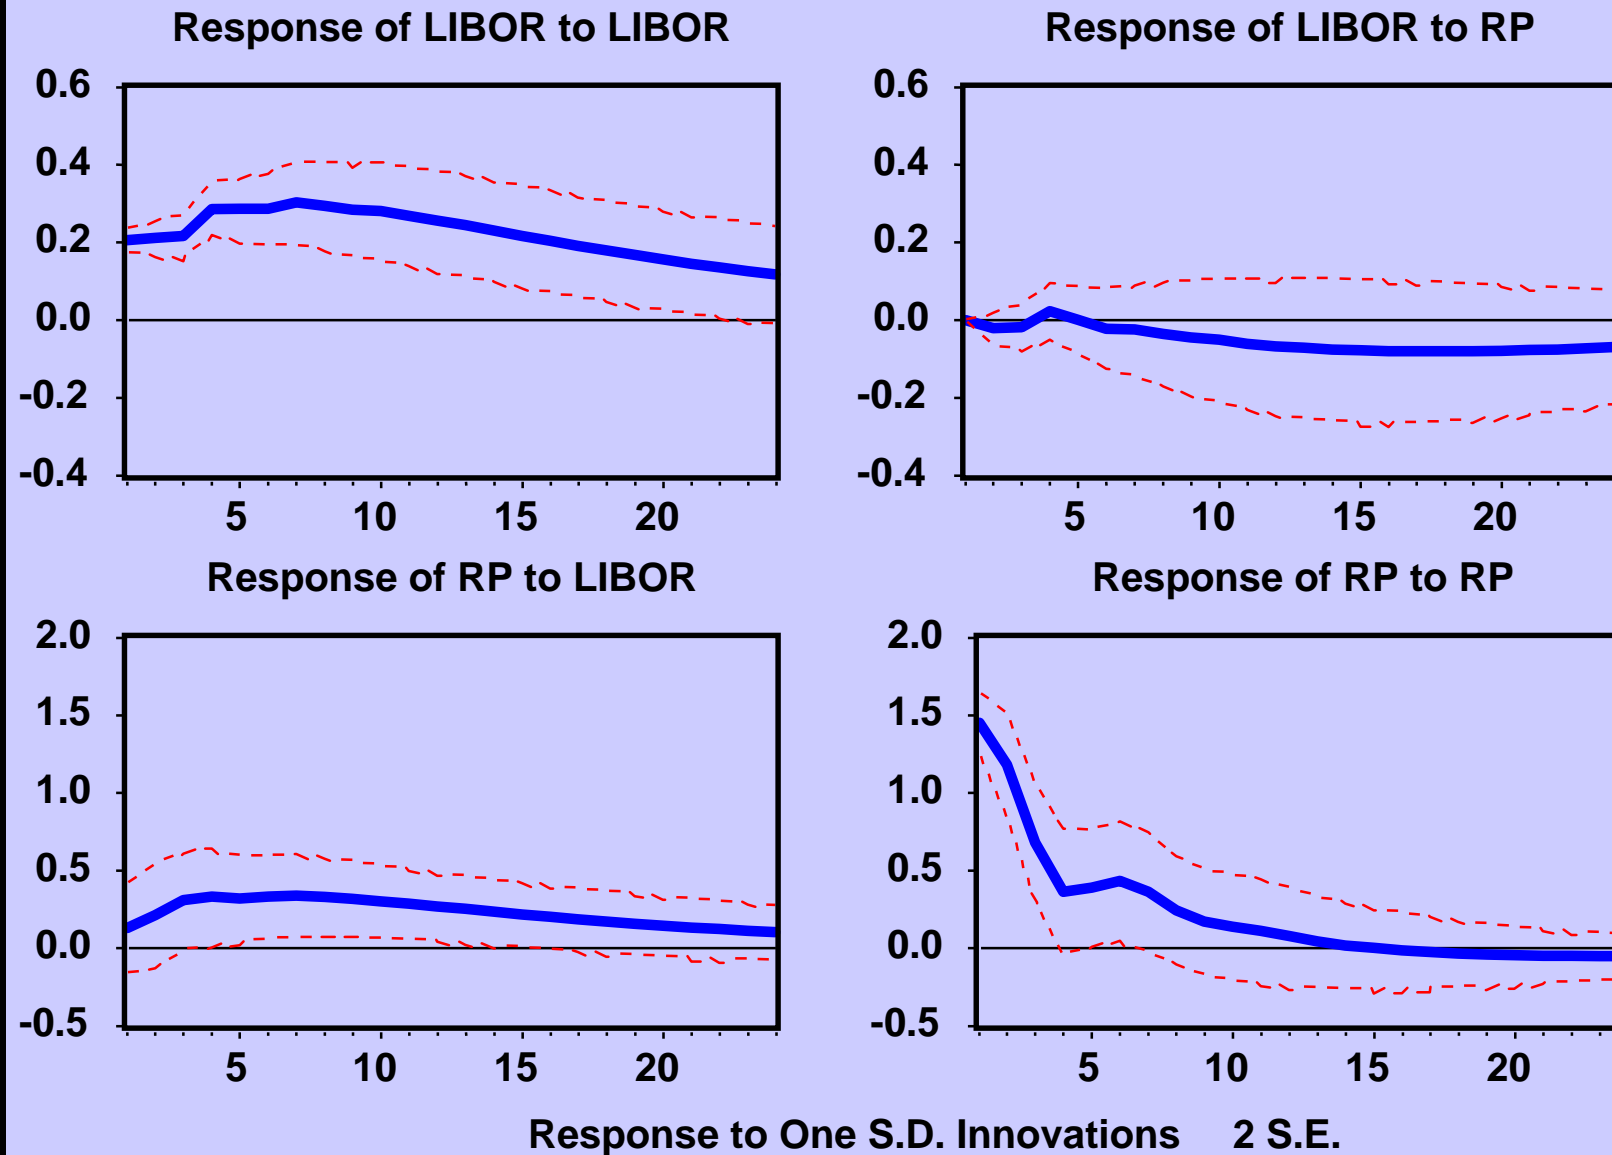 Response of LIBOR to LIBOR
0.6
0.4
0.2
0.0
-0.2
-0.4
5 10 15 20
Response of LIBOR to RP
0.6
0.4
0.2
0.0
-0.2
-0.4
5 10 15 20
Response of RP to LIBOR
2.0
1.5
1.0
0.5
0.0
-0.5
5 10 15 20
Response of RP to RP
2.0
1.5
1.0
0.5
0.0
-0.5
5 10 15 20
Response to One S.D. Innovations 2 S.E.